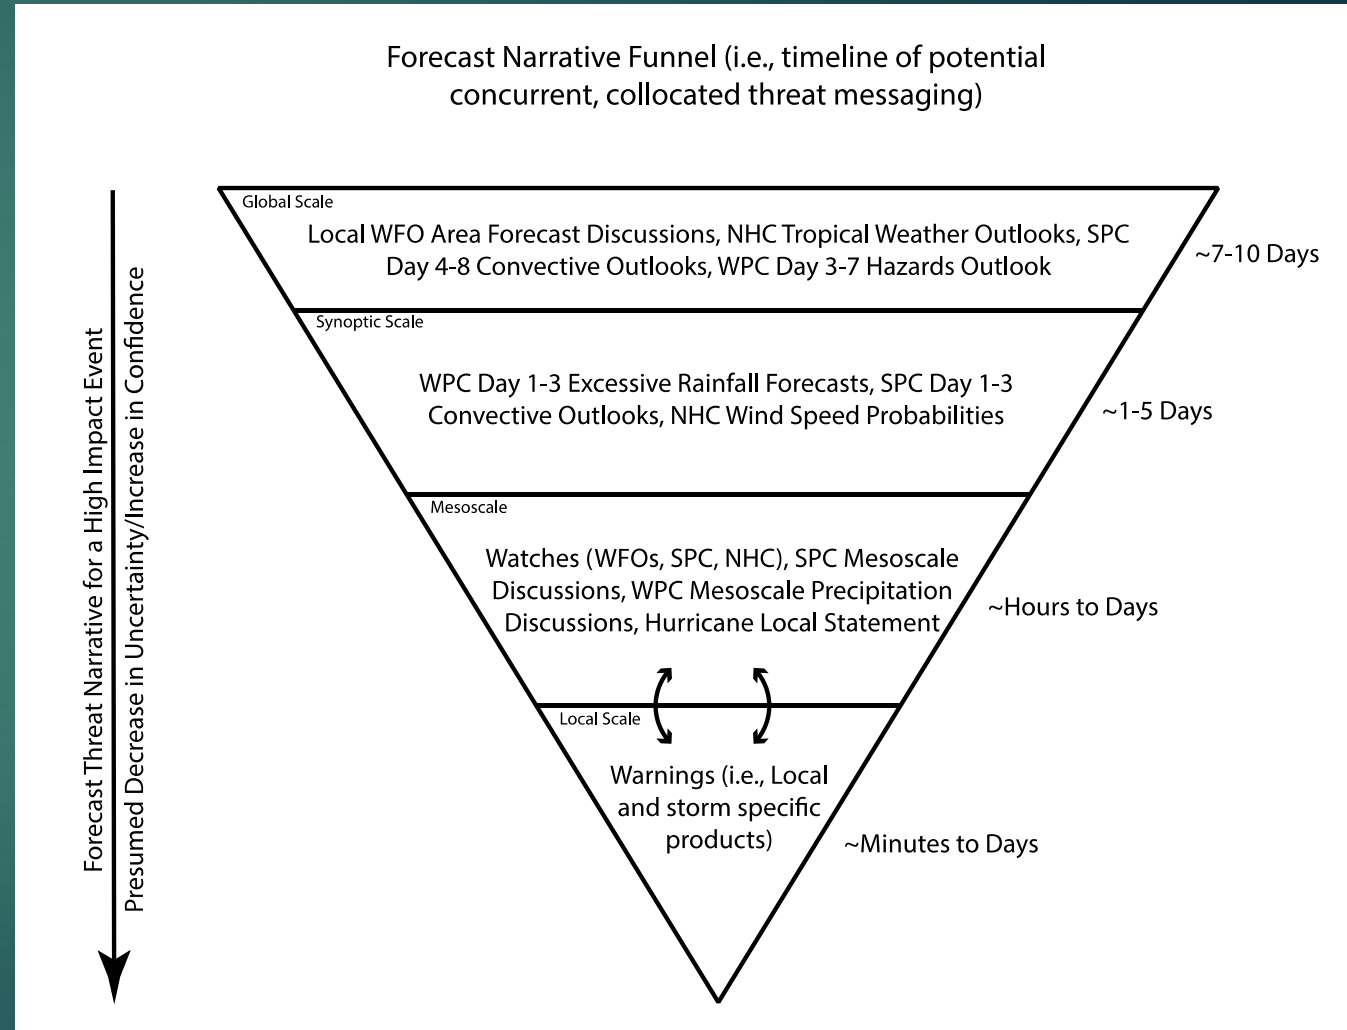 Forecast Narrative Funnel (i.e., timeline of potential
concurrent, collocated threat messaging)
Forecast Threat Narrative for a High Impact Event
Presumed Decrease in Uncertainty/Increase in Confidence
Global Scale
Local WFO Area Forecast Discussions, NHC Tropical Weather Outlooks, SPC
Day 4-8 Convective Outlooks, WPC Day 3-7 Hazards Outlook
~7-10 Days
Synoptic Scale
WPC Day 1-3 Excessive Rainfall Forecasts, SPC Day 1-3
Convective Outlooks, NHC Wind Speed Probabilities
~1-5 Days
Mesoscale
Watches (WFOs, SPC, NHC), SPC Mesoscale
Discussions, WPC Mesoscale Precipitation
Discussions, Hurricane Local Statement
~Hours to Days
Local Scale
Warnings (i.e., Local
and storm specific
products)
~Minutes to Days